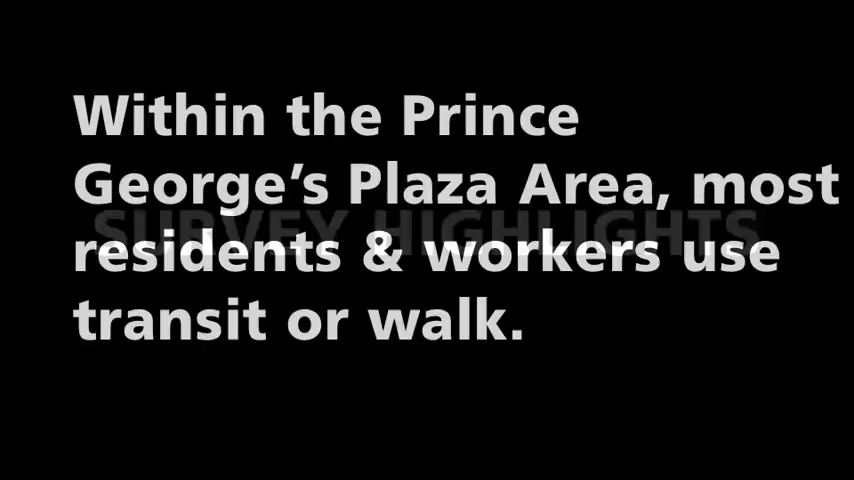 Within the Prince
George’s Plaza Area, most
SURVEY HIGHLIGHTS
residents & workers use
transit or walk.